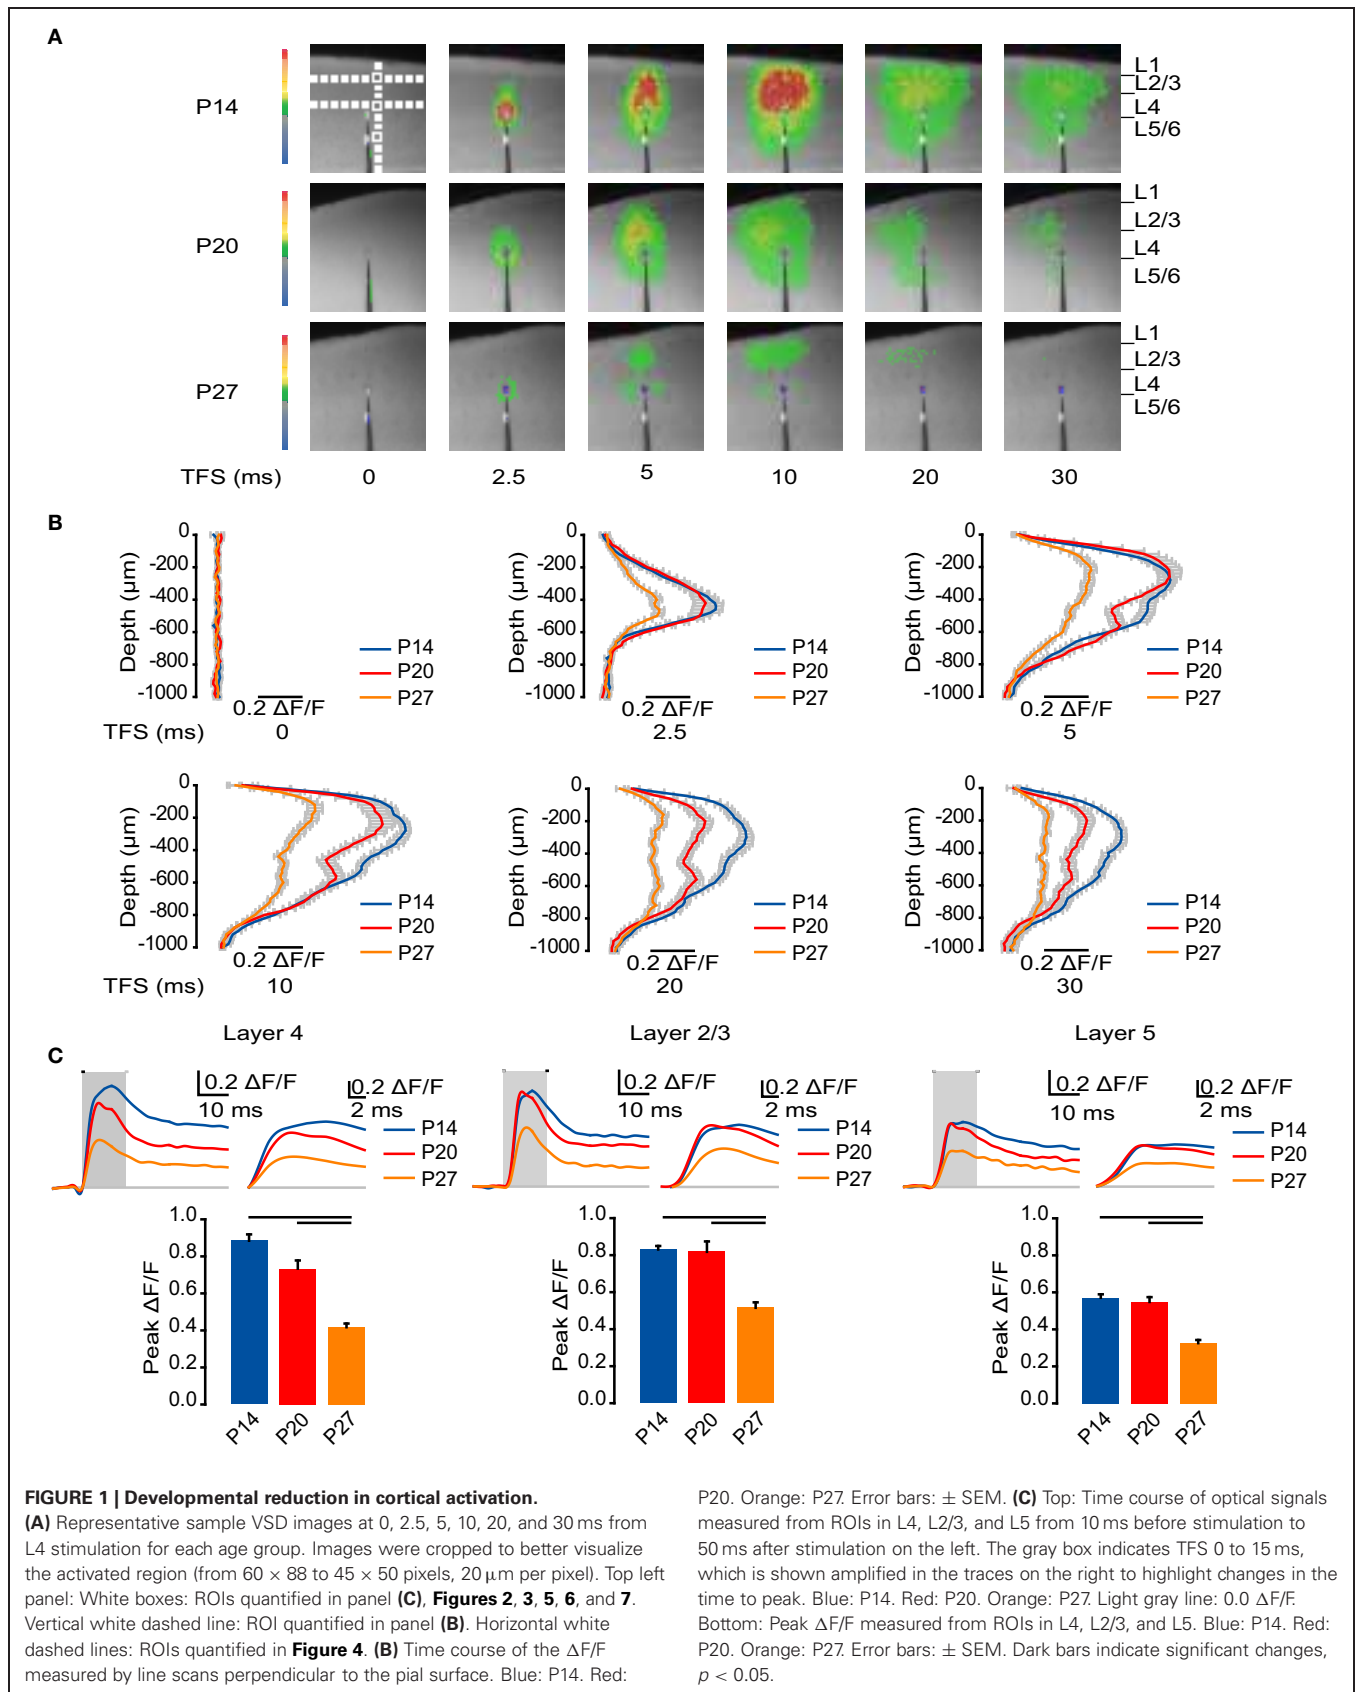 A
P14
L1
L2/3
L4
L5/6
P20
L1
L2/3
L4
L5/6
P27
L1
L2/3
L4
L5/6
TFS (ms) 0 2.5 5 10 20 30
B
Depth (µm)
0
-200
-400
-600
-800
-1000
P14
P20
P27
0.2 ΔF/F
TFS (ms) 0
Depth (µm)
0
-200
-400
-600
-800
-1000
P14
P20
P27
0.2 ΔF/F
2.5
Depth (µm)
0
-200
-400
-600
-800
-1000
P14
P20
P27
0.2 ΔF/F
5
Depth (µm)
0
-200
-400
-600
-800
-1000
P14
P20
P27
0.2 ΔF/F
TFS (ms) 10
Depth (µm)
0
-200
-400
-600
-800
-1000
P14
P20
P27
0.2 ΔF/F
20
Depth (µm)
0
-200
-400
-600
-800
-1000
P14
P20
P27
0.2 ΔF/F
30
C
Layer 4
0.2 ΔF/F
10 ms
0.2 ΔF/F
2 ms
P14
P20
P27
Peak ΔF/F
1.0
0.8
0.6
0.4
0.2
0.0
P14 P20 P27
Layer 2/3
0.2 ΔF/F
10 ms
0.2 ΔF/F
2 ms
P14
P20
P27
Peak ΔF/F
1.0
0.8
0.6
0.4
0.2
0.0
P14 P20 P27
Layer 5
0.2 ΔF/F
10 ms
0.2 ΔF/F
2 ms
P14
P20
P27
Peak ΔF/F
1.0
0.8
0.6
0.4
0.2
0.0
P14 P20 P27
FIGURE 1 | Developmental reduction in cortical activation.
(A) Representative sample VSD images at 0, 2.5, 5, 10, 20, and 30 ms from
L4 stimulation for each age group. Images were cropped to better visualize
the activated region (from 60 × 88 to 45 × 50 pixels, 20 µm per pixel). Top left
panel: White boxes: ROIs quantified in panel (C), Figures 2, 3, 5, 6, and 7.
Vertical white dashed line: ROI quantified in panel (B). Horizontal white
dashed lines: ROIs quantified in Figure 4. (B) Time course of the ΔF/F
measured by line scans perpendicular to the pial surface. Blue: P14. Red:
P20. Orange: P27. Error bars: ± SEM. (C) Top: Time course of optical signals
measured from ROIs in L4, L2/3, and L5 from 10 ms before stimulation to
50 ms after stimulation on the left. The gray box indicates TFS 0 to 15 ms,
which is shown amplified in the traces on the right to highlight changes in the
time to peak. Blue: P14. Red: P20. Orange: P27. Light gray line: 0.0 ΔF/F.
Bottom: Peak ΔF/F measured from ROIs in L4, L2/3, and L5. Blue: P14. Red:
P20. Orange: P27. Error bars: ± SEM. Dark bars indicate significant changes,
p < 0.05.